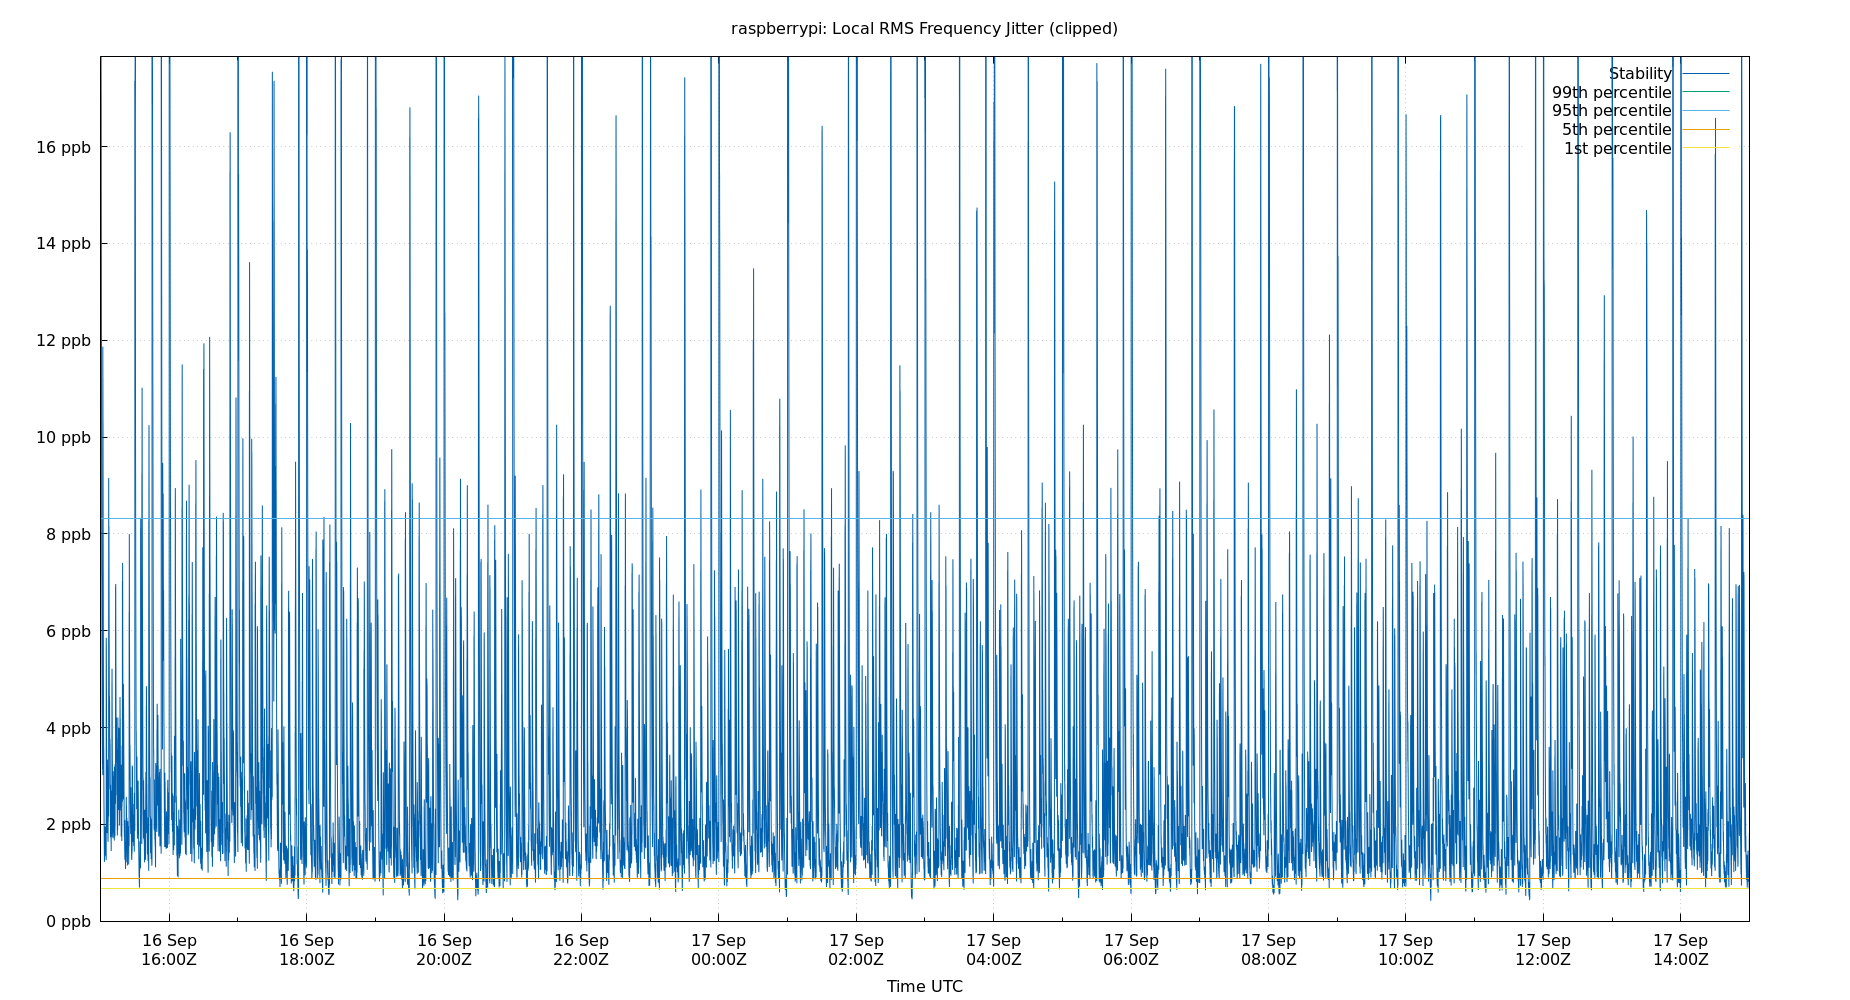 raspberrypi: Local RMS Frequency Jitter (clipped)
Stability
99th percentile
95th percentile
5th percentile
1st percentile
16 ppb
14 ppb
12 ppb
10 ppb
8 ppb
6 ppb
4 ppb
2 ppb
0 ppb
16 Sep 16 Sep 16 Sep 16 Sep 17 Sep 17 Sep 17 Sep 17 Sep 17 Sep 17 Sep 17 Sep 17 Sep
16:00Z 18:00Z 20:00Z 22:00Z 00:00Z 02:00Z 04:00Z 06:00Z 08:00Z 10:00Z 12:00Z 14:00Z
Time UTC